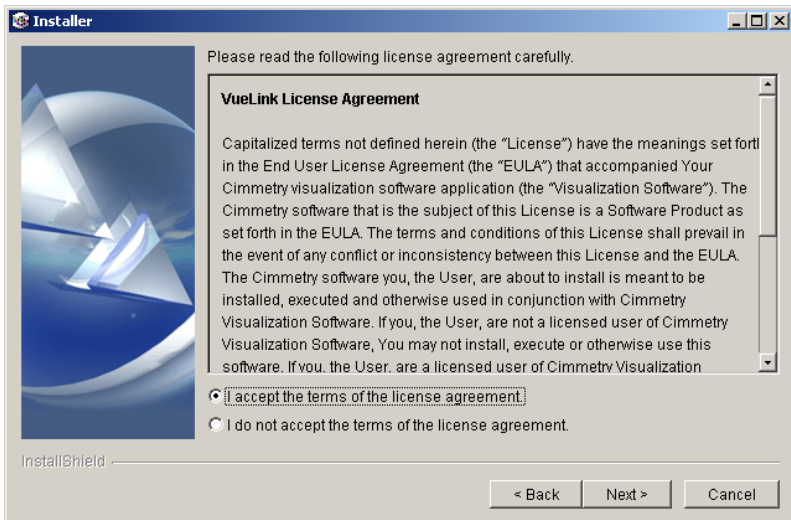 Installer
Please read the following license agreement carefully.
VueLink License Agreement
Capitalized terms not defined herein (the “License”) have the meanings set forth
in the End User License Agreement (the “EULA”) that accompanied Your
Cimmetry visualization software application (the “Visualization Software”). The
Cimmetry software that is the subject of this License is a Software Product as
set forth in the EULA. The terms and conditions of this License shall prevail in
the event of any conflict or inconsistency between this License and the EULA.
The Cimmetry software you, the User, are about to install is meant to be
installed, executed and otherwise used in conjunction with Cimmetry
Visualization Software. If you, the User, are not a licensed user of Cimmetry
Visualization Software, You may not install, execute or otherwise use this
software. If you, the User, are a licensed user of Cimmetry Visualization
I accept the terms of the license agreement.
I do not accept the terms of the license agreement.
InstallShield
< Back Next > Cancel